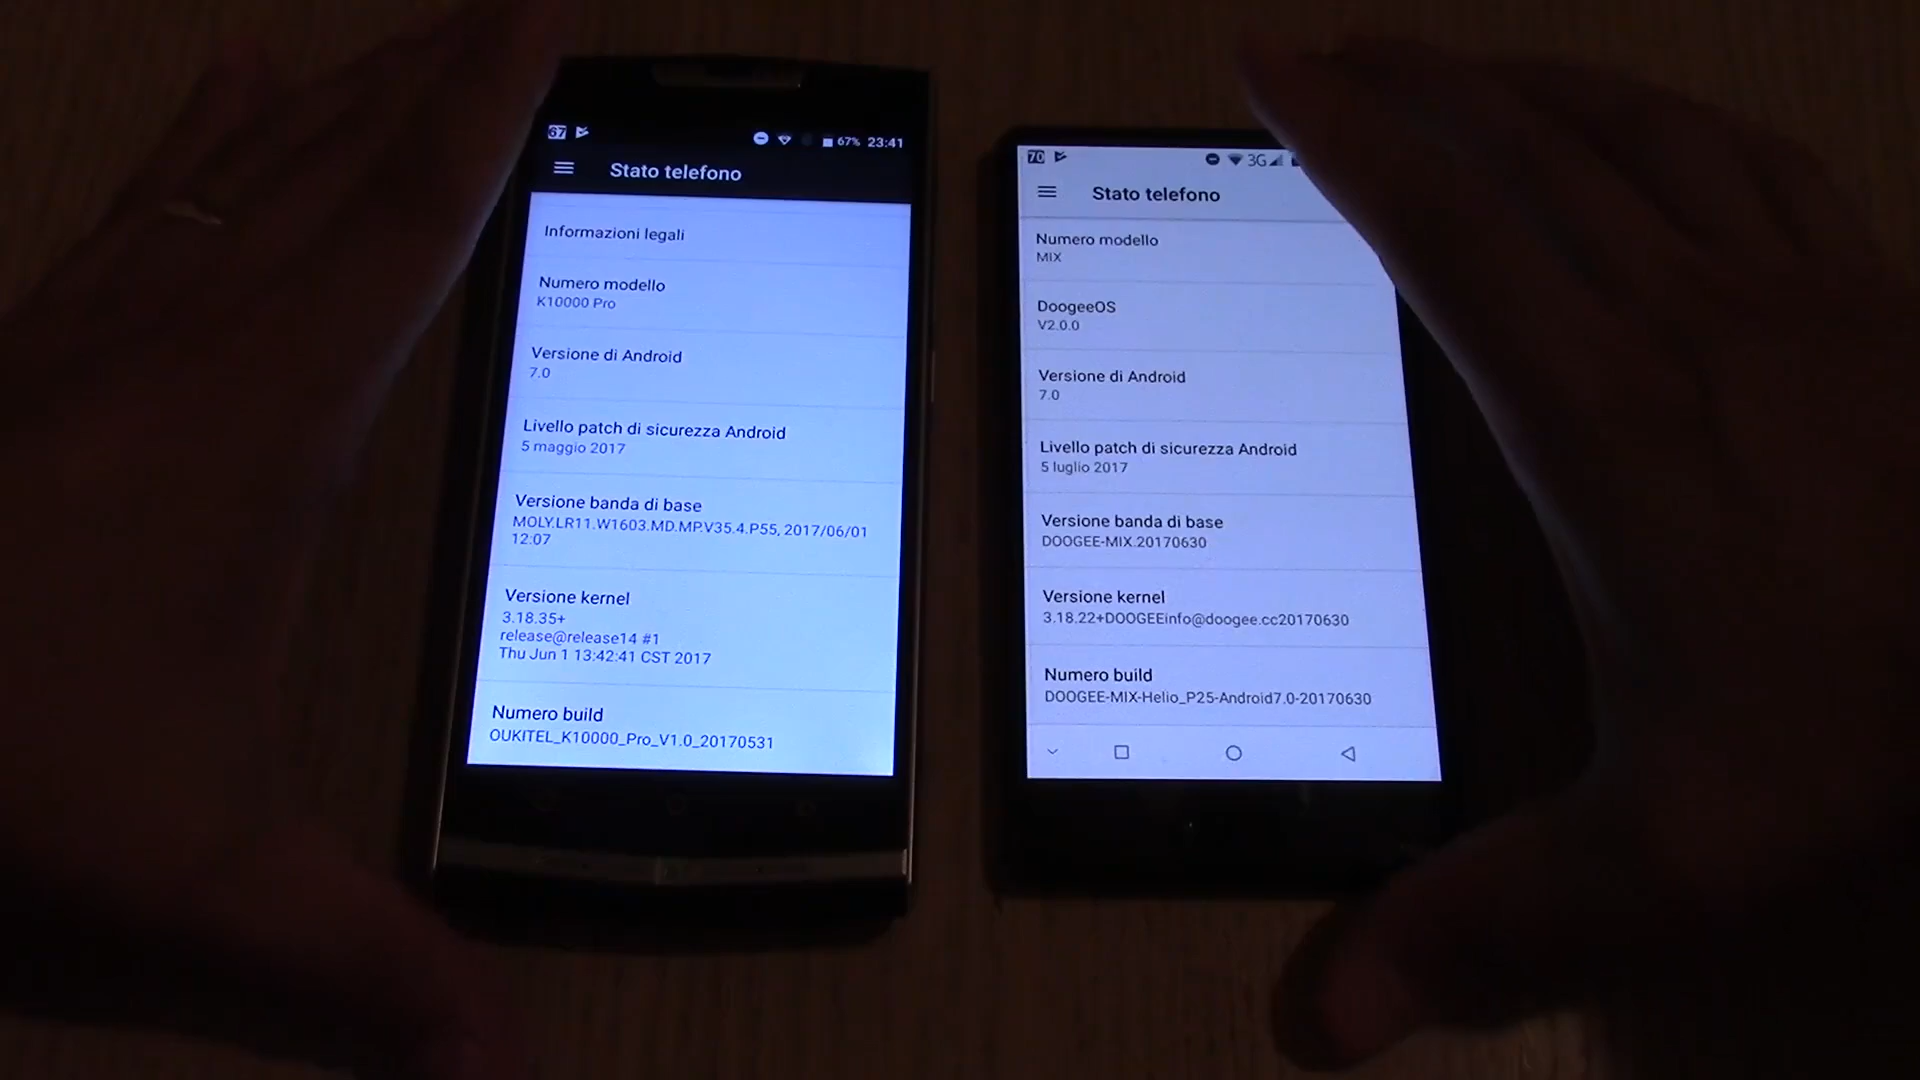 67
67% 23:41
Stato telefono
Informazioni legali
Numero modello
K10000 Pro
Versione di Android
7.0
Livello patch di sicurezza Android
5 maggio 2017
Versione banda di base
MOLY.LR11.W1603.MD.MP.V35.4.P55, 2017/06/01
12:07
Versione kernel
3.18.35+
release@release14 #1
Thu Jun 1 13:42:41 CST 2017
Numero build
OUKITEL_K10000_Pro_V1.0_20170531
70
3G
Stato telefono
Numero modello
MIX
DoogeeOS
V2.0.0
Versione di Android
7.0
Livello patch di sicurezza Android
5 luglio 2017
Versione banda di base
DOOGEE-MIX.20170630
Versione kernel
3.18.22+DOOGEEinfo@doogee.cc20170630
Numero build
DOOGEE-MIX-Helio_P25-Android7.0-20170630